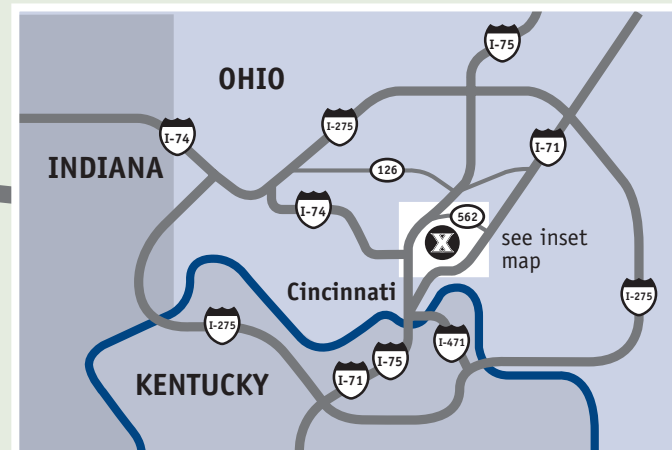 I-75
OHIO
I-275
I-74
I-71
INDIANA
126
I-74
562
X
see inset
map
Cincinnati
I-275
I-275
I-471
I-75
I-71
KENTUCKY